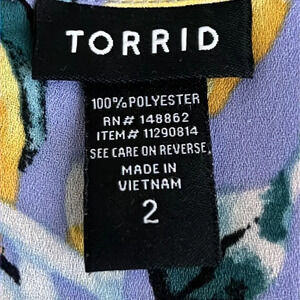 TORRID
100% POLYESTER
RN# 148862
ITEM# 11290814
SEE CARE ON REVERSE.
MADE IN
VIETNAM
2